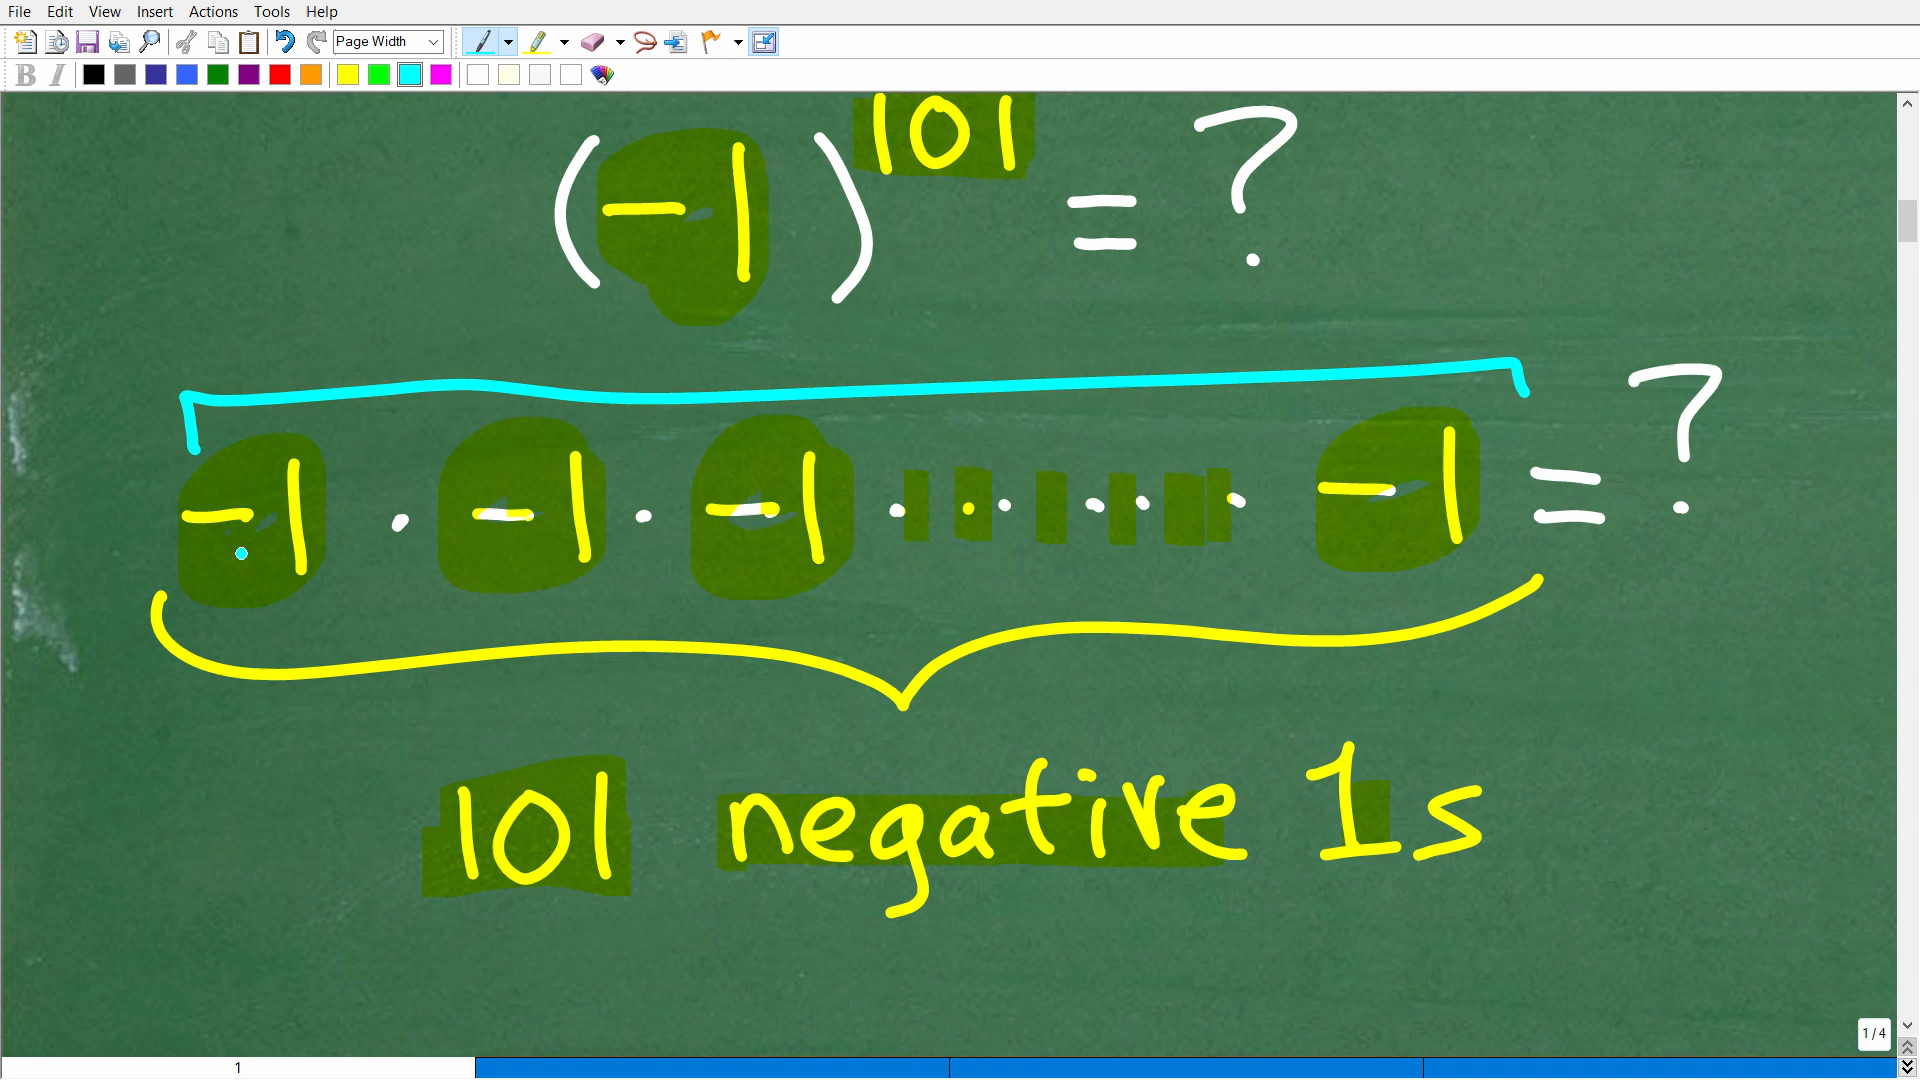 File Edit View Insert Actions Tools Help
Page Width
B I
(-1)^101 = ?
-1 · -1 · -1 · · · · · · -1 = ?
101 negative 1s
1 / 4
1